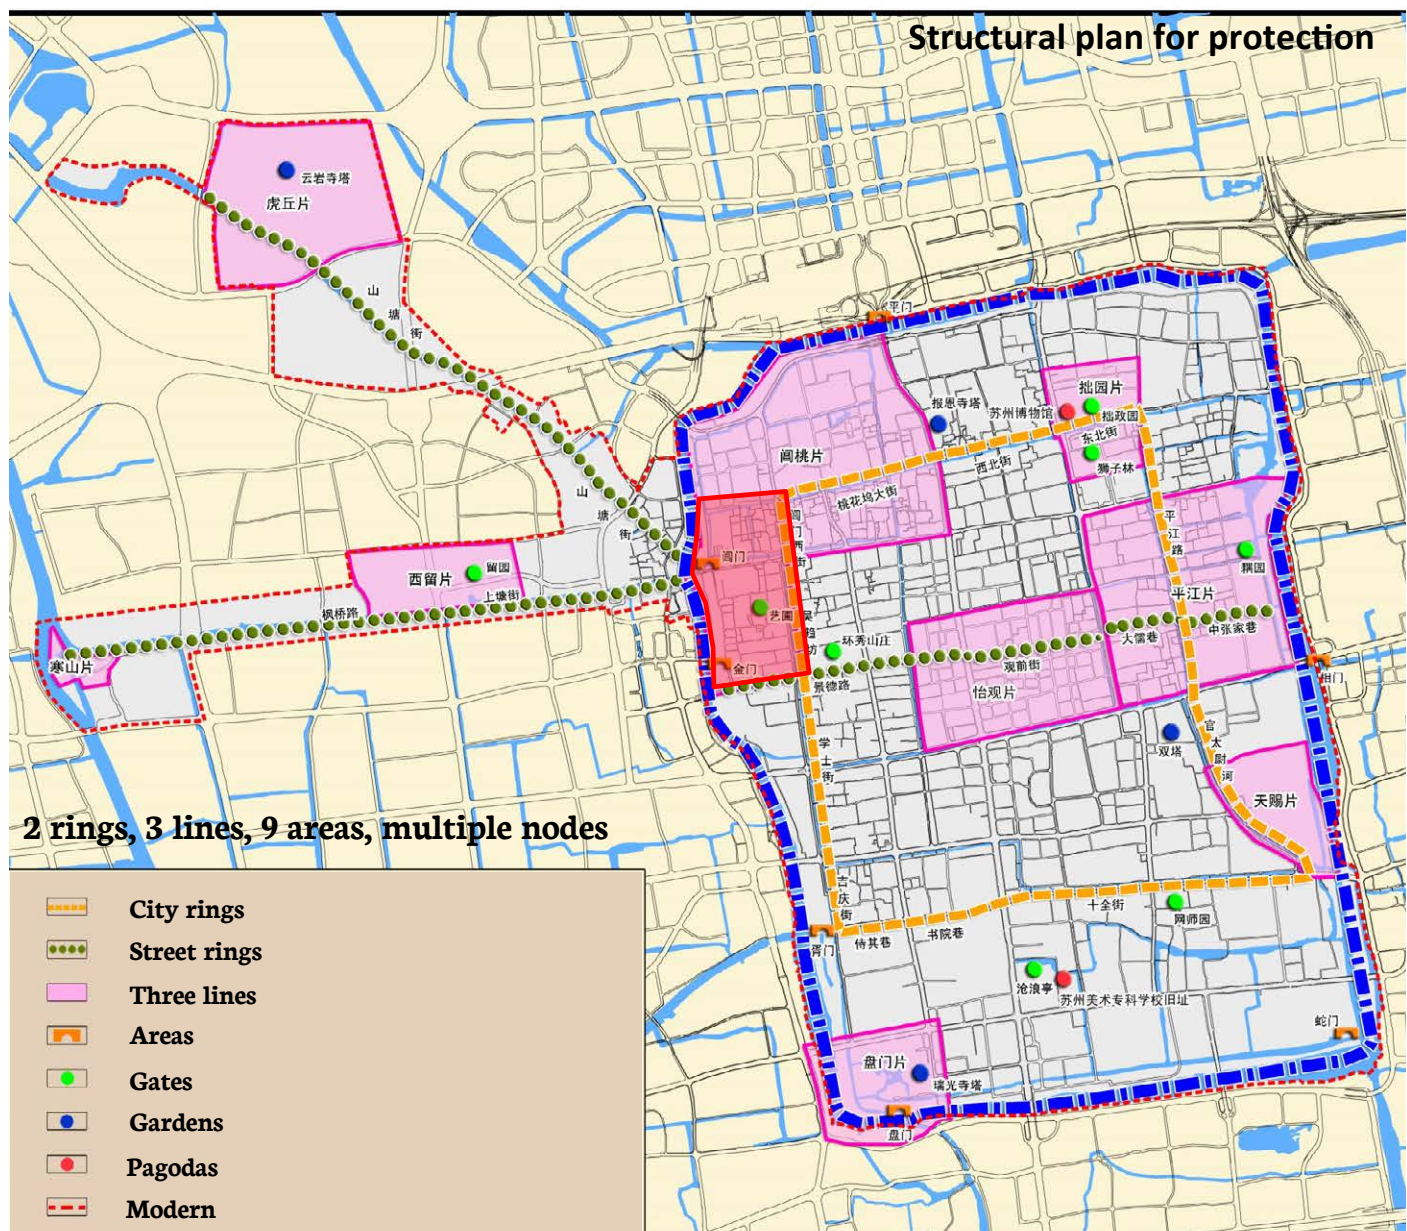 Structural plan for protection
云岩寺塔
虎丘片
山塘街
平门
拙园片
报恩寺塔
苏州博物馆
拙政园
东北街
西北街
狮子林
阊桃片
桃花坞大街
山塘街
阊门西街
平江路
阊门
耦园
西留片
留园
上塘街
枫桥路
艺圃
吴趋坊
环秀山庄
平江片
大儒巷
中张家巷
寒山片
金门
景德路
观前街
怡观片
相门
学士街
双塔
官太尉河
天赐片
2 rings, 3 lines, 9 areas, multiple nodes
吉庆街
十全街
网师园
胥门
侍其巷
书院巷
沧浪亭
苏州美术专科学校旧址
蛇门
盘门片
瑞光寺塔
盘门
City rings
Street rings
Three lines
Areas
Gates
Gardens
Pagodas
Modern